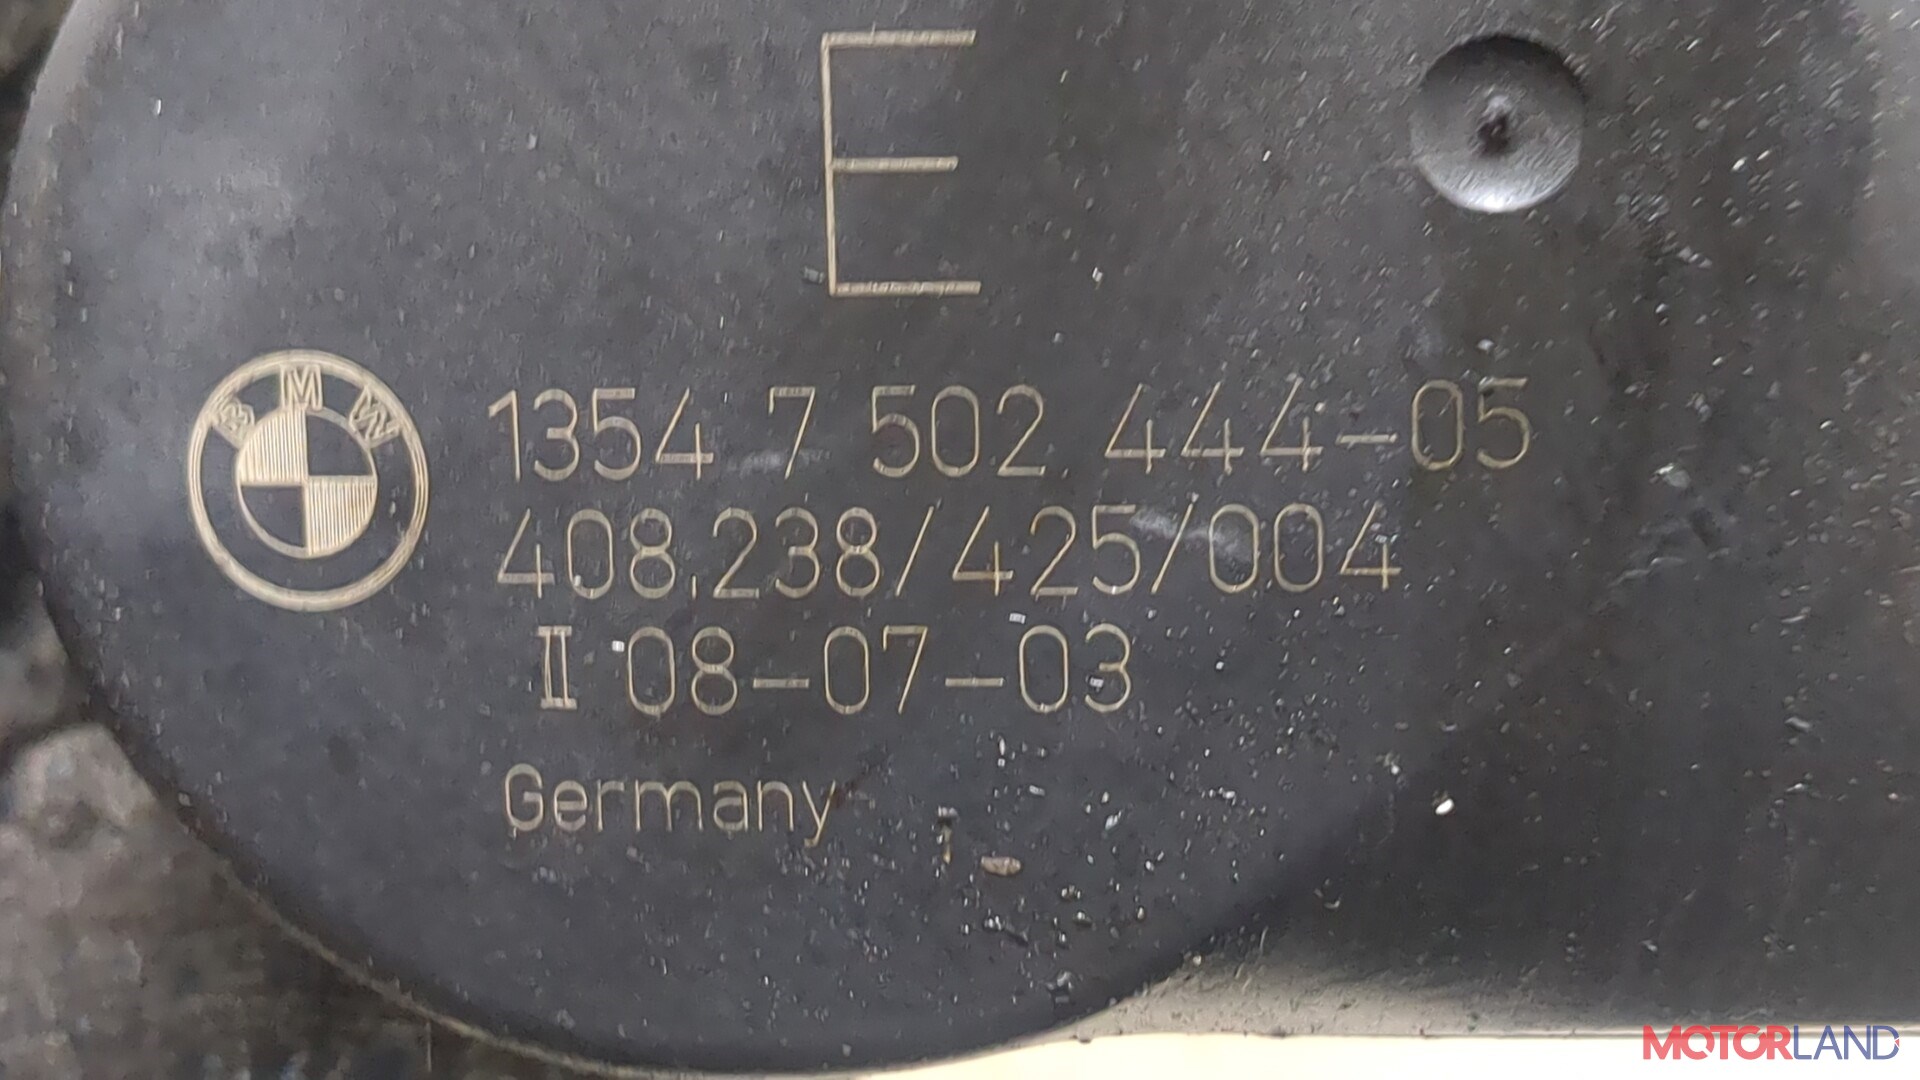 E
BMW
1354 7 502 444-05
408.238/425/004
II 08-07-03
Germany
MOTORLAND